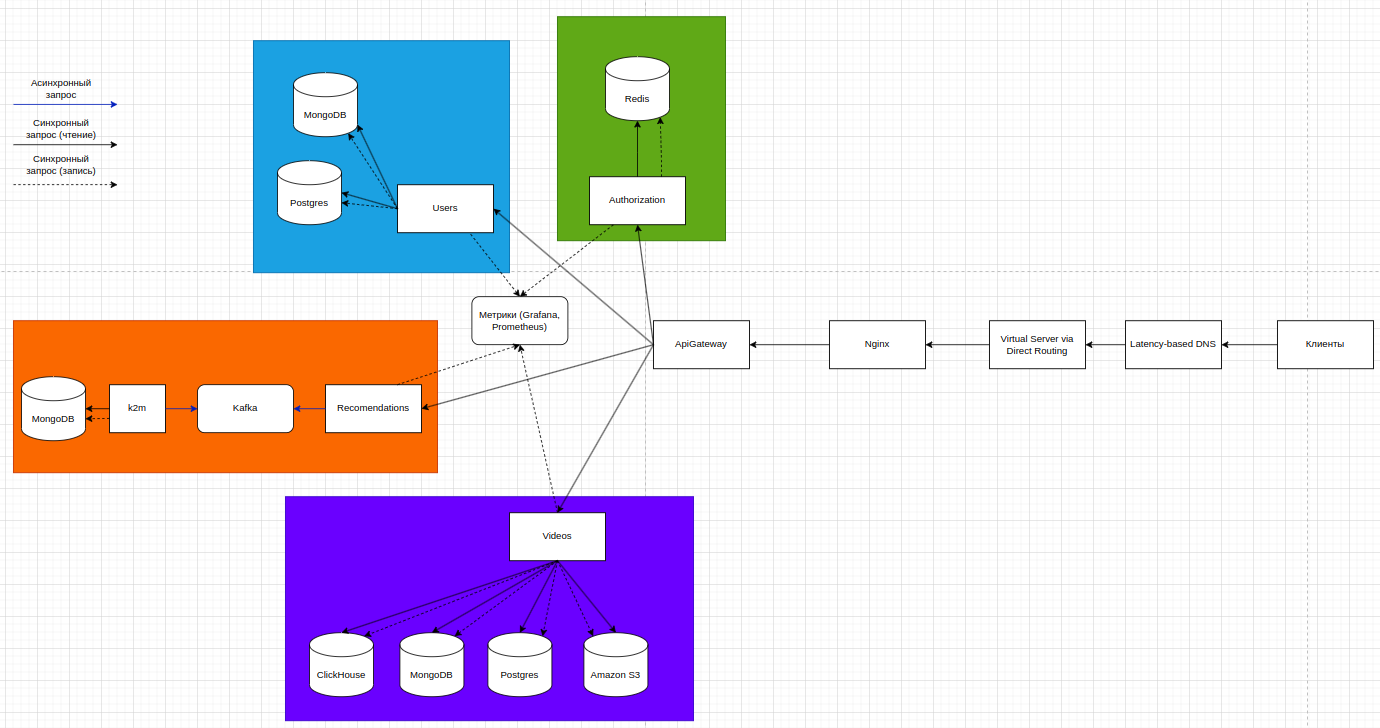 Асинхронный
запрос
Синхронный
запрос (чтение)
Синхронный
запрос (запись)
MongoDB
Postgres
Users
Redis
Authorization
Метрики (Grafana,
Prometheus)
ApiGateway
Nginx
Virtual Server via
Direct Routing
Latency-based DNS
Клиенты
MongoDB
k2m
Kafka
Recomendations
Videos
ClickHouse
MongoDB
Postgres
Amazon S3